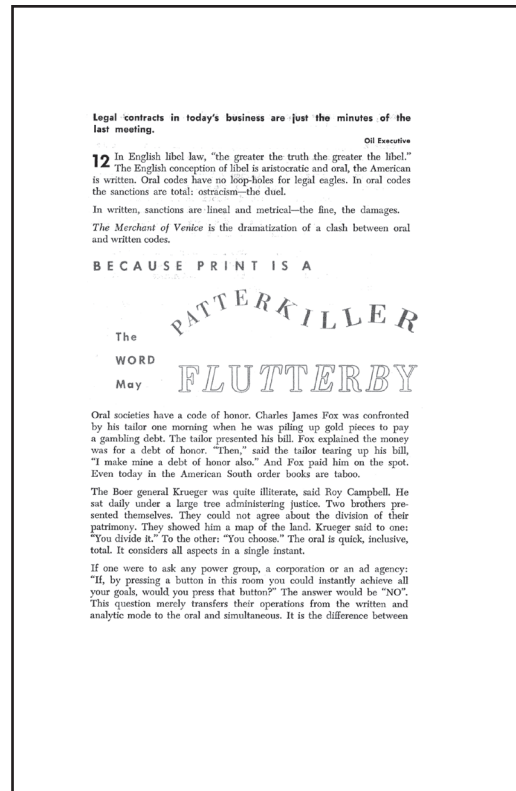 Legal contracts in today's business are just the minutes of the
last meeting.
Oil Executive
12 In English libel law, "the greater the truth the greater the libel."
The English conception of libel is aristocratic and oral, the American
is written. Oral codes have no loop-holes for legal eagles. In oral codes
the sanctions are total: ostracism—the duel.
In written, sanctions are lineal and metrical—the fine, the damages.
The Merchant of Venice is the dramatization of a clash between oral
and written codes.
BECAUSE PRINT IS A
PATTERKILLER
The
WORD
May
FLUTTERBY
Oral societies have a code of honor. Charles James Fox was confronted
by his tailor one morning when he was piling up gold pieces to pay
a gambling debt. The tailor presented his bill. Fox explained the money
was for a debt of honor. "Then," said the tailor tearing up his bill,
"I make mine a debt of honor also." And Fox paid him on the spot.
Even today in the American South order books are taboo.
The Boer general Krueger was quite illiterate, said Roy Campbell. He
sat daily under a large tree administering justice. Two brothers pre-
sented themselves. They could not agree about the division of their
patrimony. They showed him a map of the land. Krueger said to one:
"You divide it." To the other: "You choose." The oral is quick, inclusive,
total. It considers all aspects in a single instant.
If one were to ask any power group, a corporation or an ad agency:
"If, by pressing a button in this room you could instantly achieve all
your goals, would you press that button?" The answer would be "NO".
This question merely transfers their operations from the written and
analytic mode to the oral and simultaneous. It is the difference between